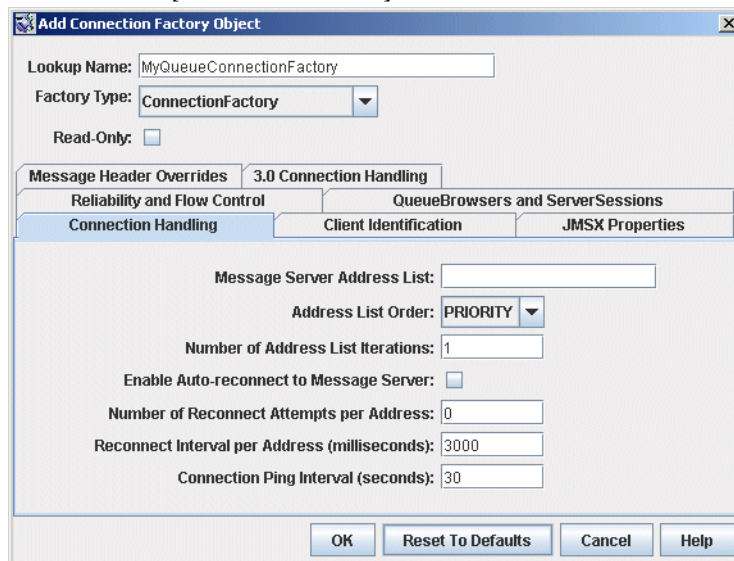 Add Connection Factory Object
Lookup Name: MyQueueConnectionFactory
Factory Type: ConnectionFactory
Read-Only:
Message Header Overrides 3.0 Connection Handling
Reliability and Flow Control QueueBrowsers and ServerSessions
Connection Handling Client Identification JMSX Properties
Message Server Address List:
Address List Order: PRIORITY
Number of Address List Iterations: 1
Enable Auto-reconnect to Message Server:
Number of Reconnect Attempts per Address: 0
Reconnect Interval per Address (milliseconds): 3000
Connection Ping Interval (seconds): 30
OK Reset To Defaults Cancel Help